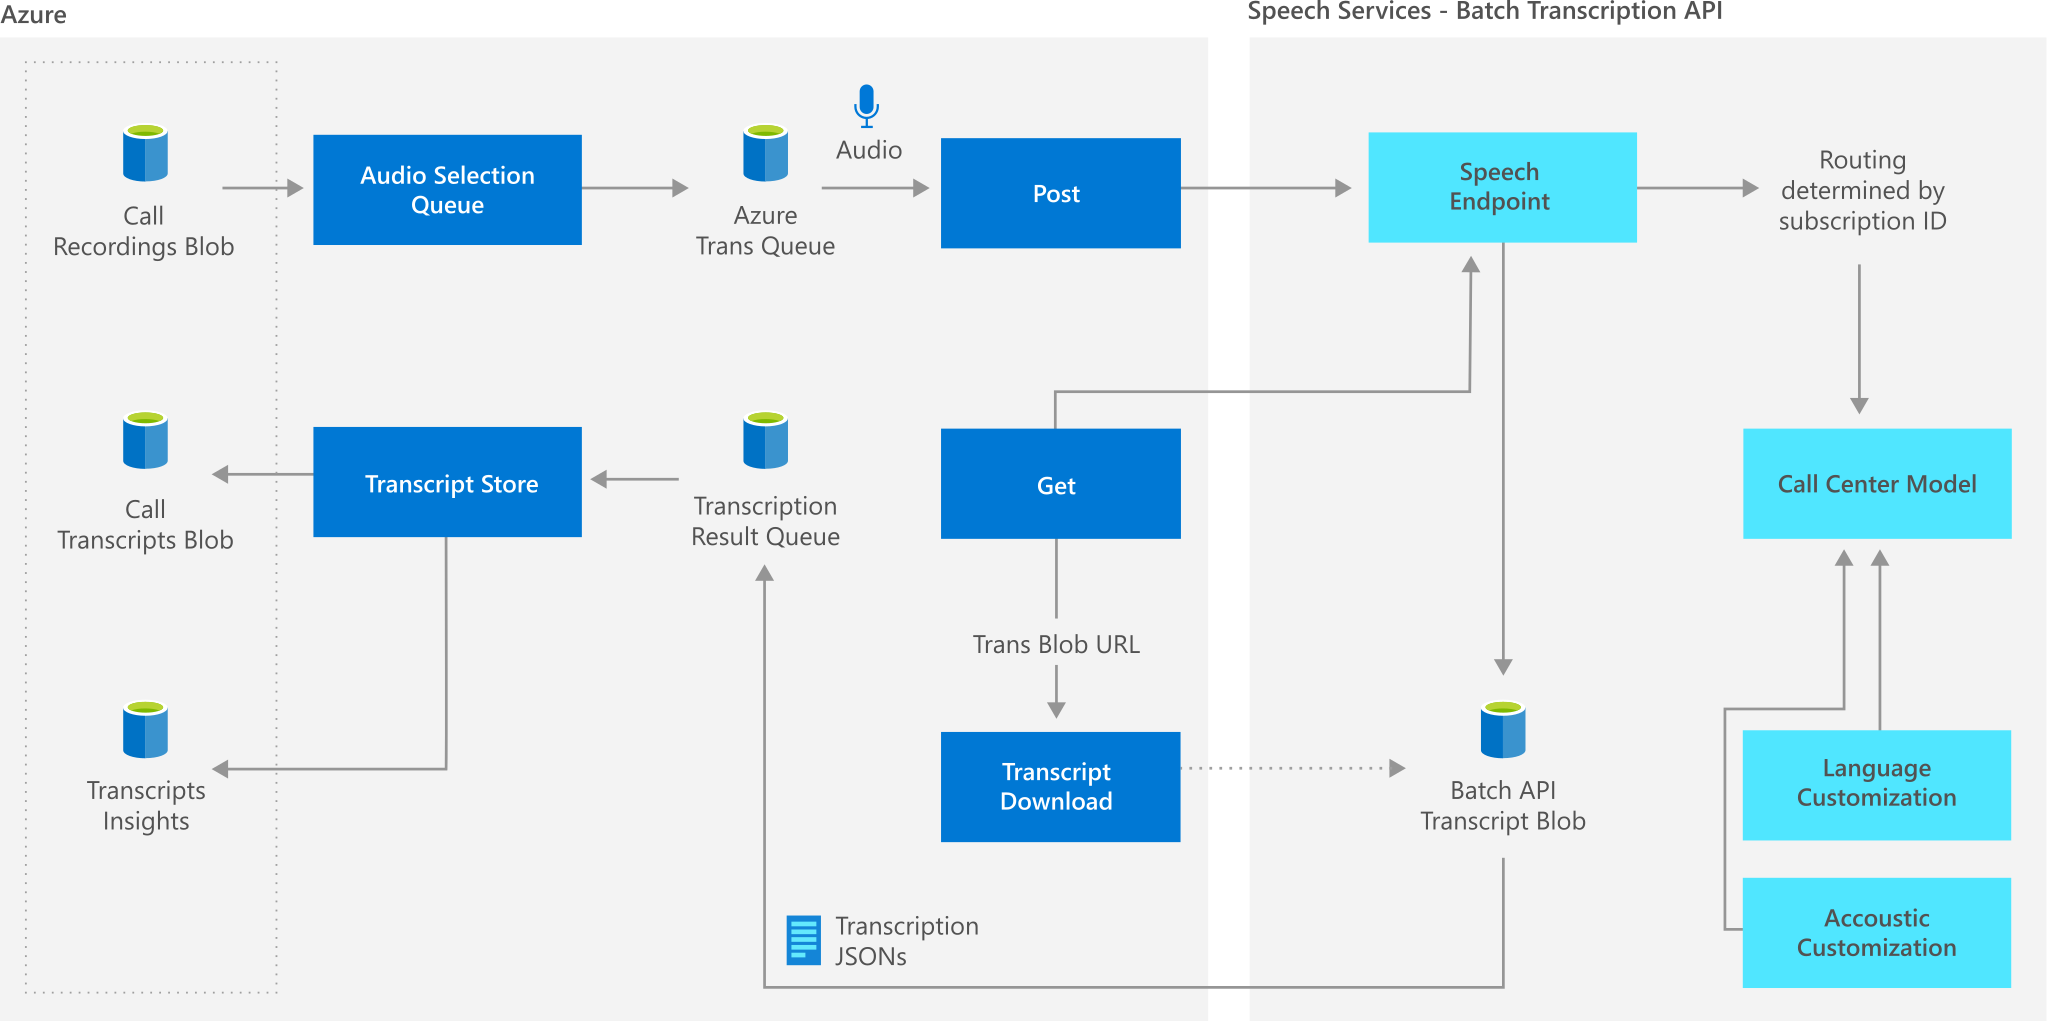 Azure
Speech Services - Batch Transcription API
Audio
Call
Recordings Blob
Audio Selection
Queue
Azure
Trans Queue
Post
Speech
Endpoint
Routing
determined by
subscription ID
Call
Transcripts Blob
Transcript Store
Transcription
Result Queue
Get
Call Center Model
Trans Blob URL
Transcripts
Insights
Transcript
Download
Batch API
Transcript Blob
Language
Customization
Transcription
JSONs
Accoustic
Customization